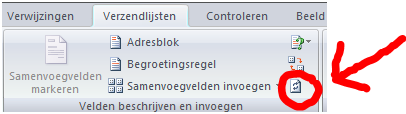 Verwijzingen Verzendlijsten Controleren Beeld
Samenvoegvelden
markeren
Adresblok
Begroetingsregel
Samenvoegvelden invoegen
Velden beschrijven en invoegen